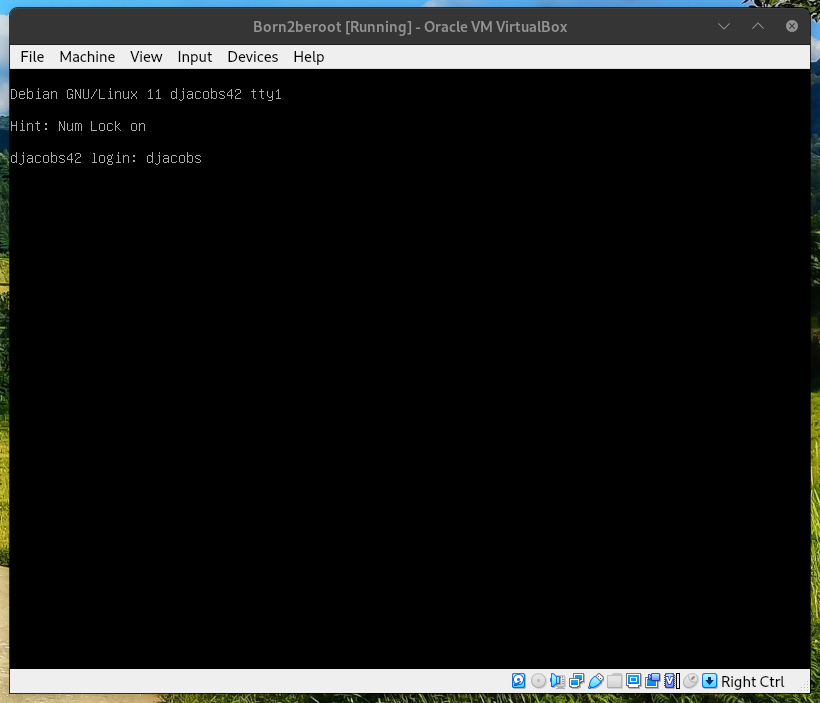 Born2beroot [Running] - Oracle VM VirtualBox
File Machine View Input Devices Help
Debian GNU/Linux 11 djacobs42 tty1
Hint: Num Lock on
djacobs42 login: djacobs
Right Ctrl